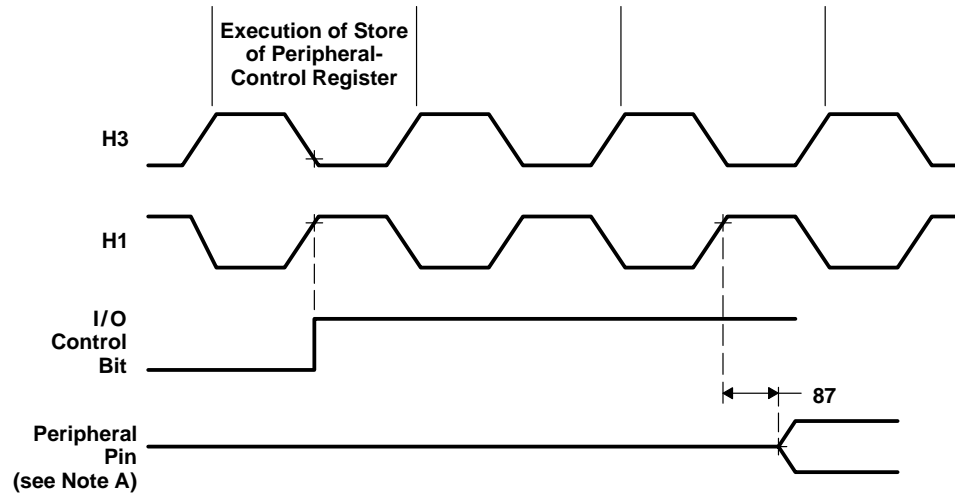 Execution of Store
of Peripheral-
Control Register
H3
H1
I/O
Control
Bit
87
Peripheral
Pin
(see Note A)